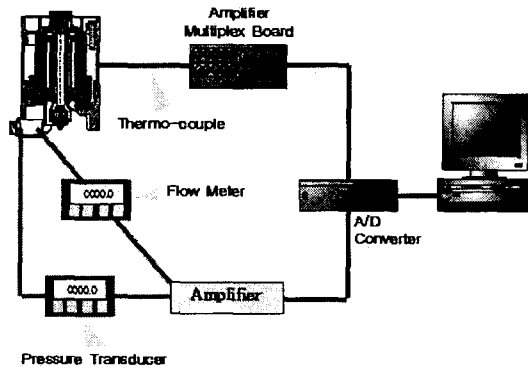 Amplifier
Multiplex Board
Thermo-couple
0000.0
Flow Meter
A/D
Converter
0000.0
Amplifier
Pressure Transducer